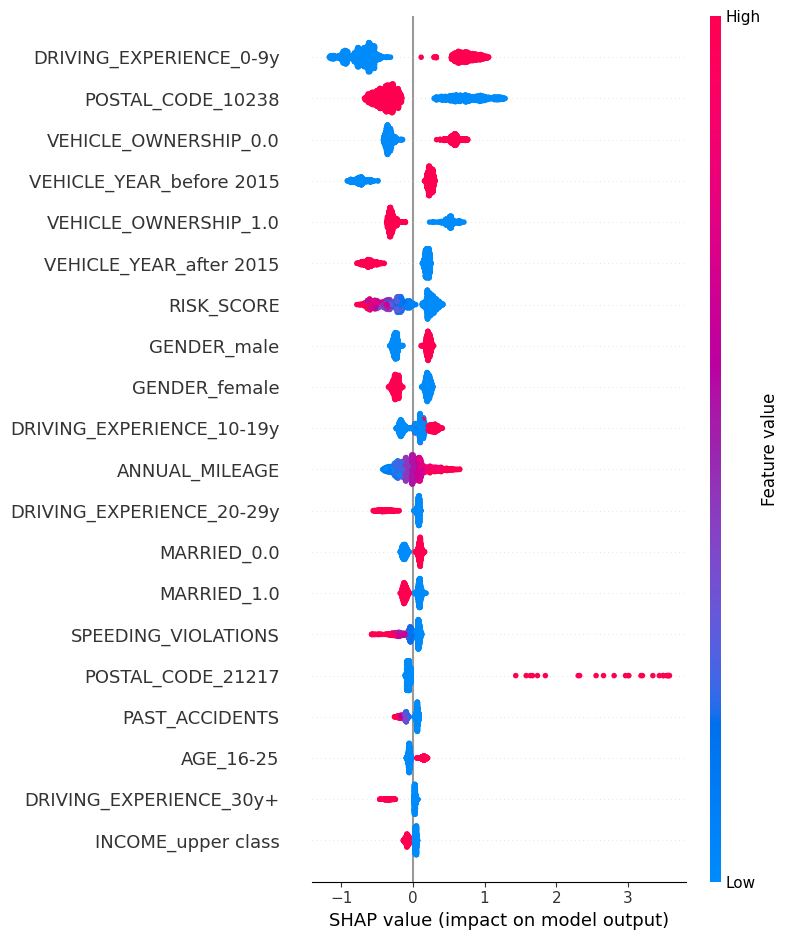 High
DRIVING_EXPERIENCE_0-9y
POSTAL_CODE_10238
VEHICLE_OWNERSHIP_0.0
VEHICLE_YEAR_before 2015
VEHICLE_OWNERSHIP_1.0
VEHICLE_YEAR_after 2015
RISK_SCORE
GENDER_male
GENDER_female
DRIVING_EXPERIENCE_10-19y
ANNUAL_MILEAGE
DRIVING_EXPERIENCE_20-29y
MARRIED_0.0
MARRIED_1.0
SPEEDING_VIOLATIONS
POSTAL_CODE_21217
PAST_ACCIDENTS
AGE_16-25
DRIVING_EXPERIENCE_30y+
INCOME_upper class
Feature value
Low
−1 0 1 2 3
SHAP value (impact on model output)